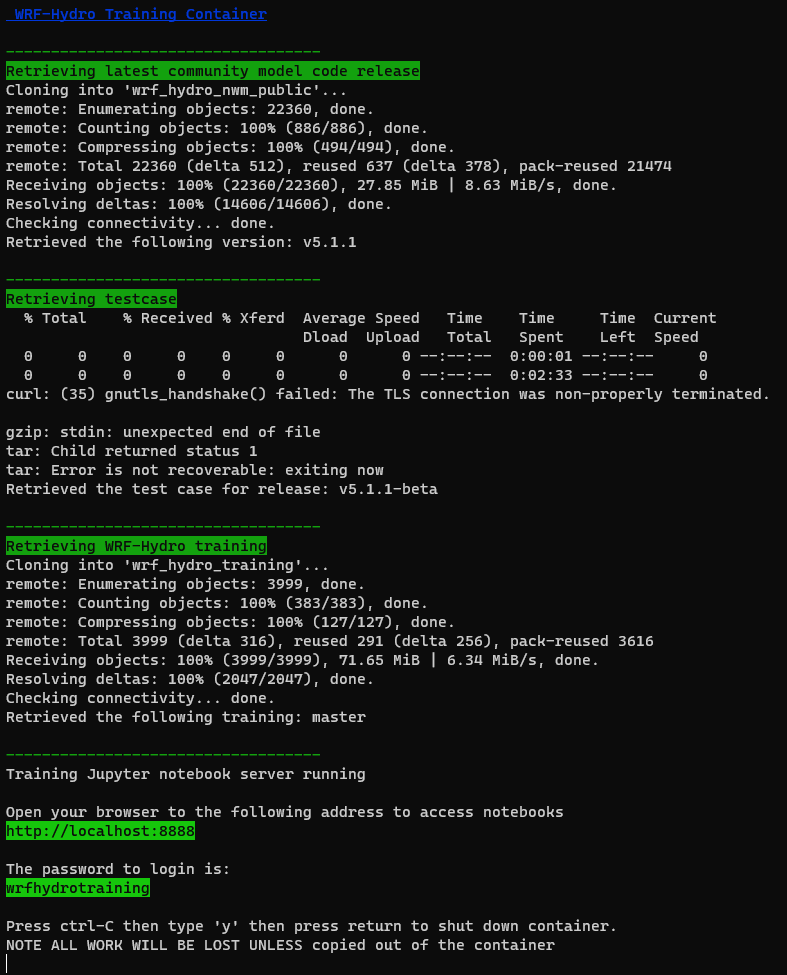 WRF-Hydro Training Container
-----------------------------------
Retrieving latest community model code release
Cloning into 'wrf_hydro_nwm_public'...
remote: Enumerating objects: 22360, done.
remote: Counting objects: 100% (886/886), done.
remote: Compressing objects: 100% (494/494), done.
remote: Total 22360 (delta 512), reused 637 (delta 378), pack-reused 21474
Receiving objects: 100% (22360/22360), 27.85 MiB | 8.63 MiB/s, done.
Resolving deltas: 100% (14606/14606), done.
Checking connectivity... done.
Retrieved the following version: v5.1.1
-----------------------------------
Retrieving testcase
  % Total    % Received % Xferd  Average Speed   Time    Time     Time  Current
                                 Dload  Upload   Total   Spent    Left  Speed
  0     0    0     0    0     0      0      0 --:--:--  0:00:01 --:--:--     0
  0     0    0     0    0     0      0      0 --:--:--  0:02:33 --:--:--     0
curl: (35) gnutls_handshake() failed: The TLS connection was non-properly terminated.
gzip: stdin: unexpected end of file
tar: Child returned status 1
tar: Error is not recoverable: exiting now
Retrieved the test case for release: v5.1.1-beta
-----------------------------------
Retrieving WRF-Hydro training
Cloning into 'wrf_hydro_training'...
remote: Enumerating objects: 3999, done.
remote: Counting objects: 100% (383/383), done.
remote: Compressing objects: 100% (127/127), done.
remote: Total 3999 (delta 316), reused 291 (delta 256), pack-reused 3616
Receiving objects: 100% (3999/3999), 71.65 MiB | 6.34 MiB/s, done.
Resolving deltas: 100% (2047/2047), done.
Checking connectivity... done.
Retrieved the following training: master
-----------------------------------
Training Jupyter notebook server running
Open your browser to the following address to access notebooks
http://localhost:8888
The password to login is:
wrfhydrotraining
Press ctrl-C then type 'y' then press return to shut down container.
NOTE ALL WORK WILL BE LOST UNLESS copied out of the container